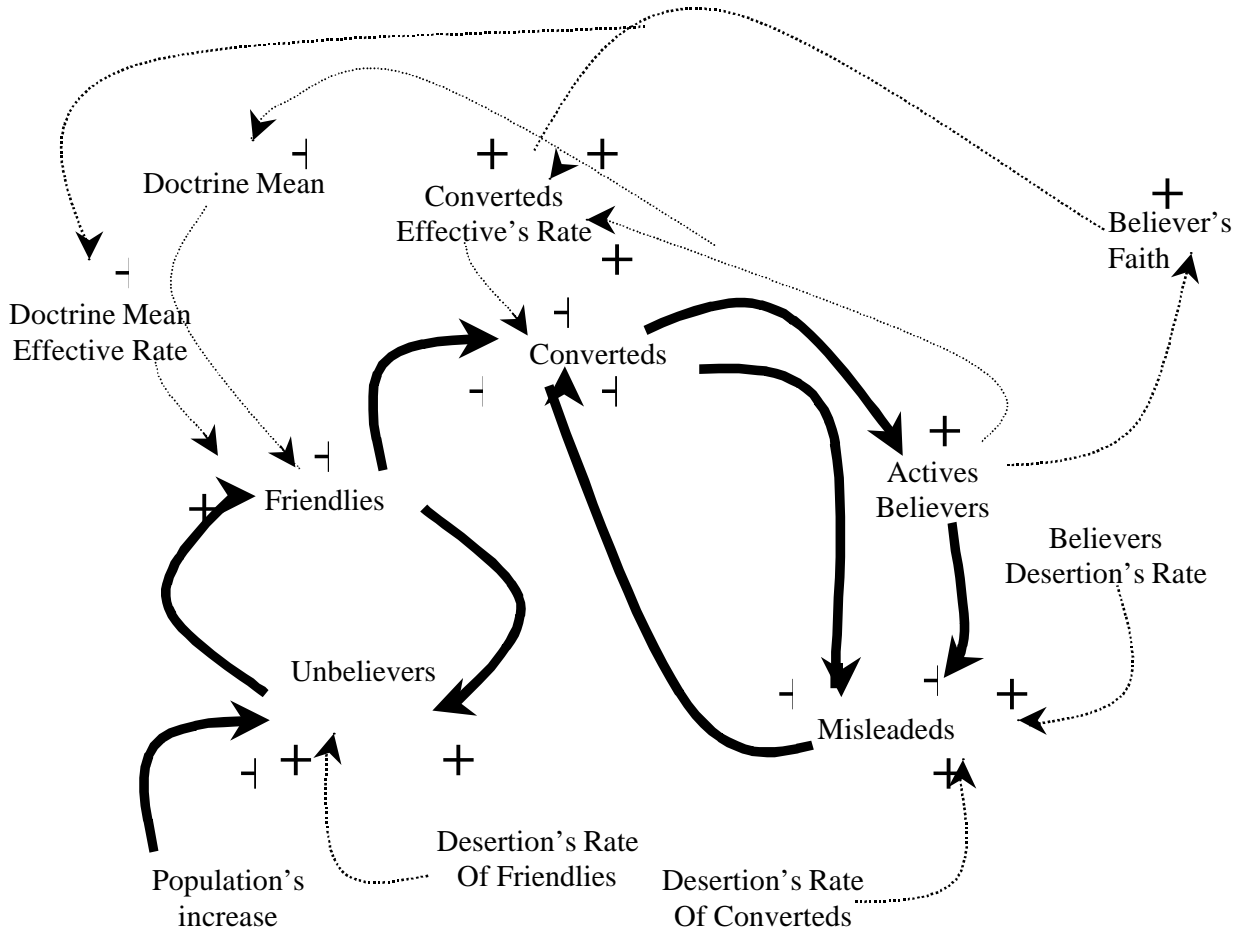 Doctrine Mean
Converteds
Effective's Rate
Believer's
Faith
Doctrine Mean
Effective Rate
Converteds
Actives
Believers
Friendlies
Believers
Desertion's Rate
Unbelievers
Misleadeds
Desertion's Rate
Of Friendlies
Population's
increase
Desertion's Rate
Of Converteds